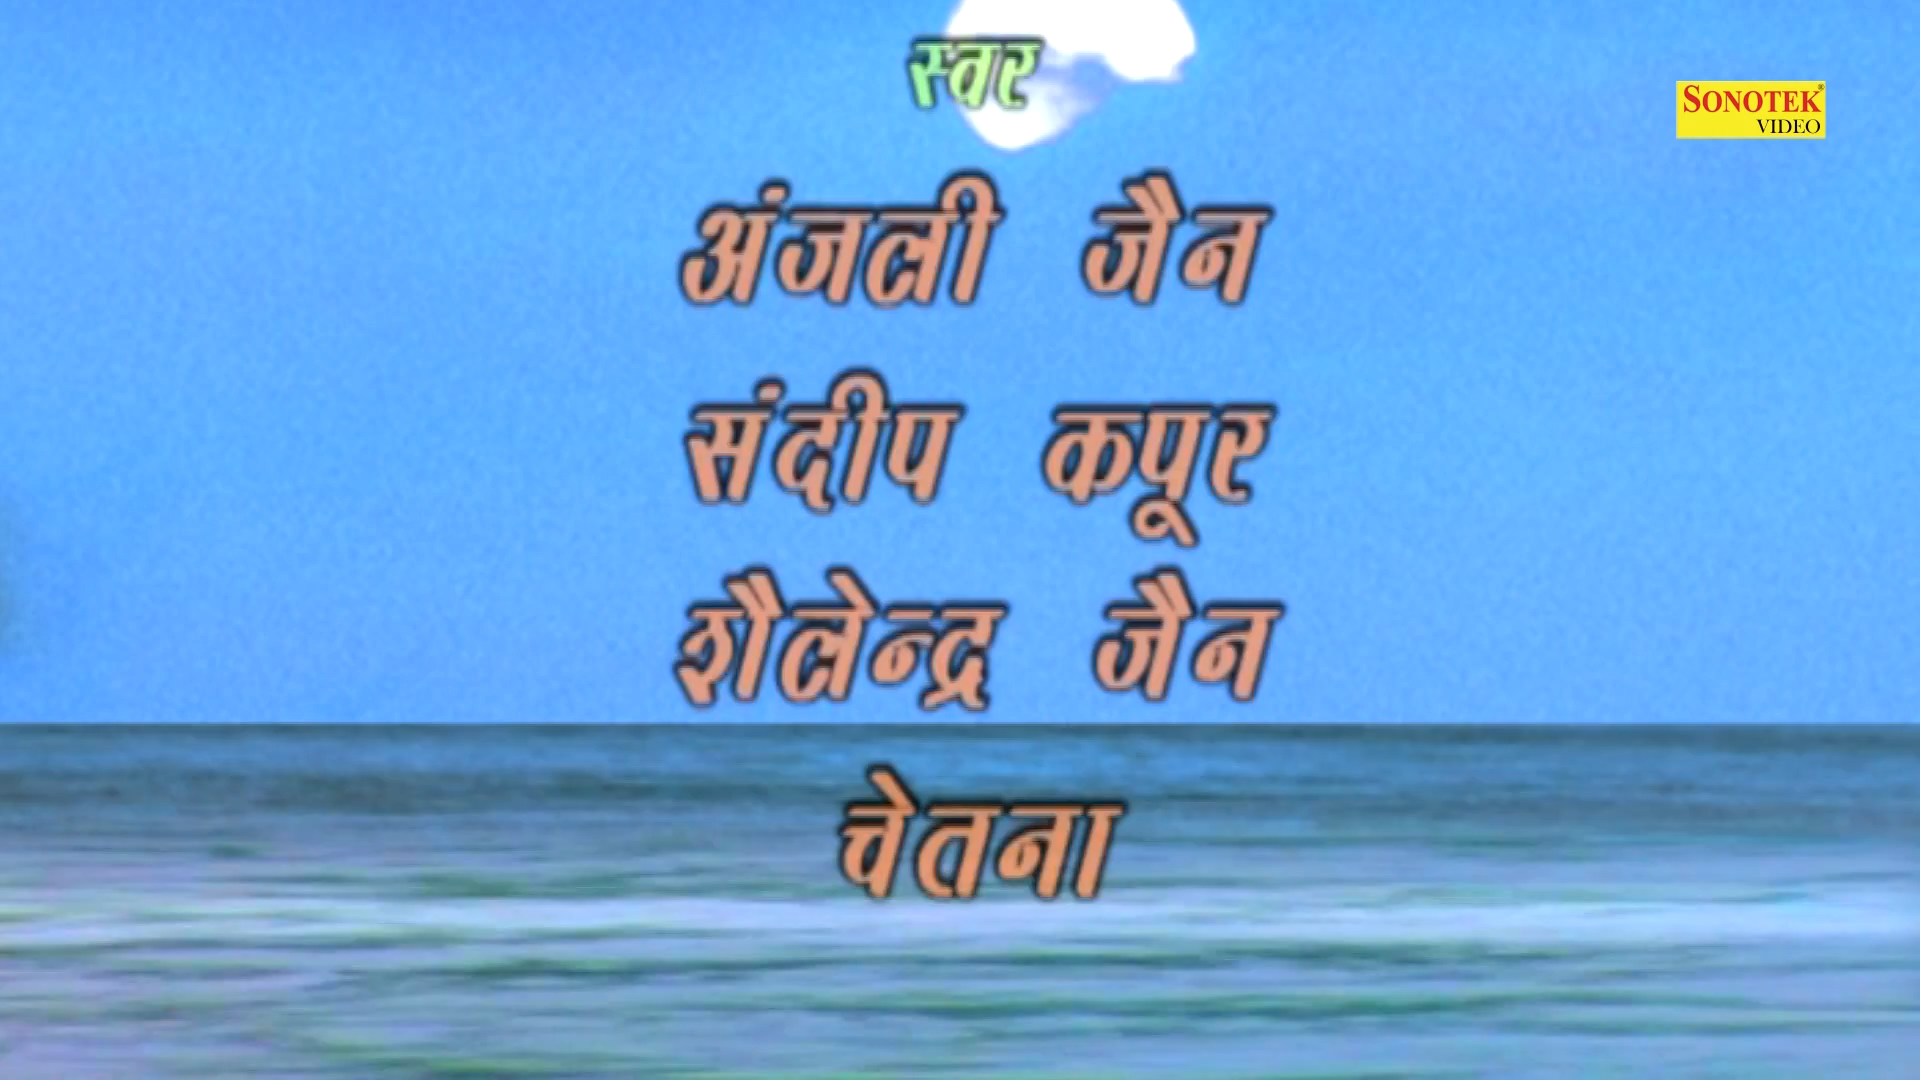 स्वर
SONOTEK®
VIDEO
अंजली जैन
संदीप कपूर
शैलेन्द्र जैन
चेतना